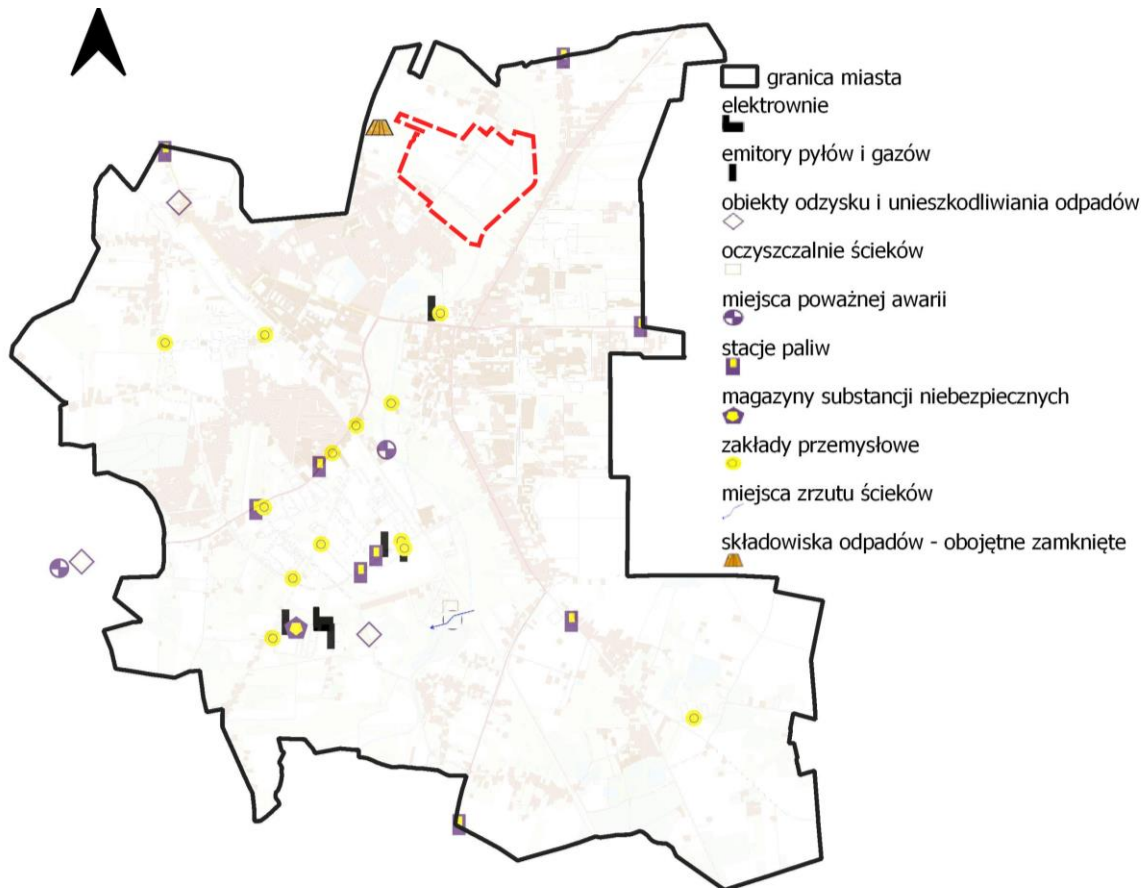 granica miasta
elektrownie
emitory pyłów i gazów
obiekty odzysku i unieszkodliwiania odpadów
oczyszczalnie ścieków
miejsca poważnej awarii
stacje paliw
magazyny substancji niebezpiecznych
zakłady przemysłowe
miejsca zrzutu ścieków
składowiska odpadów - obojętne zamknięte